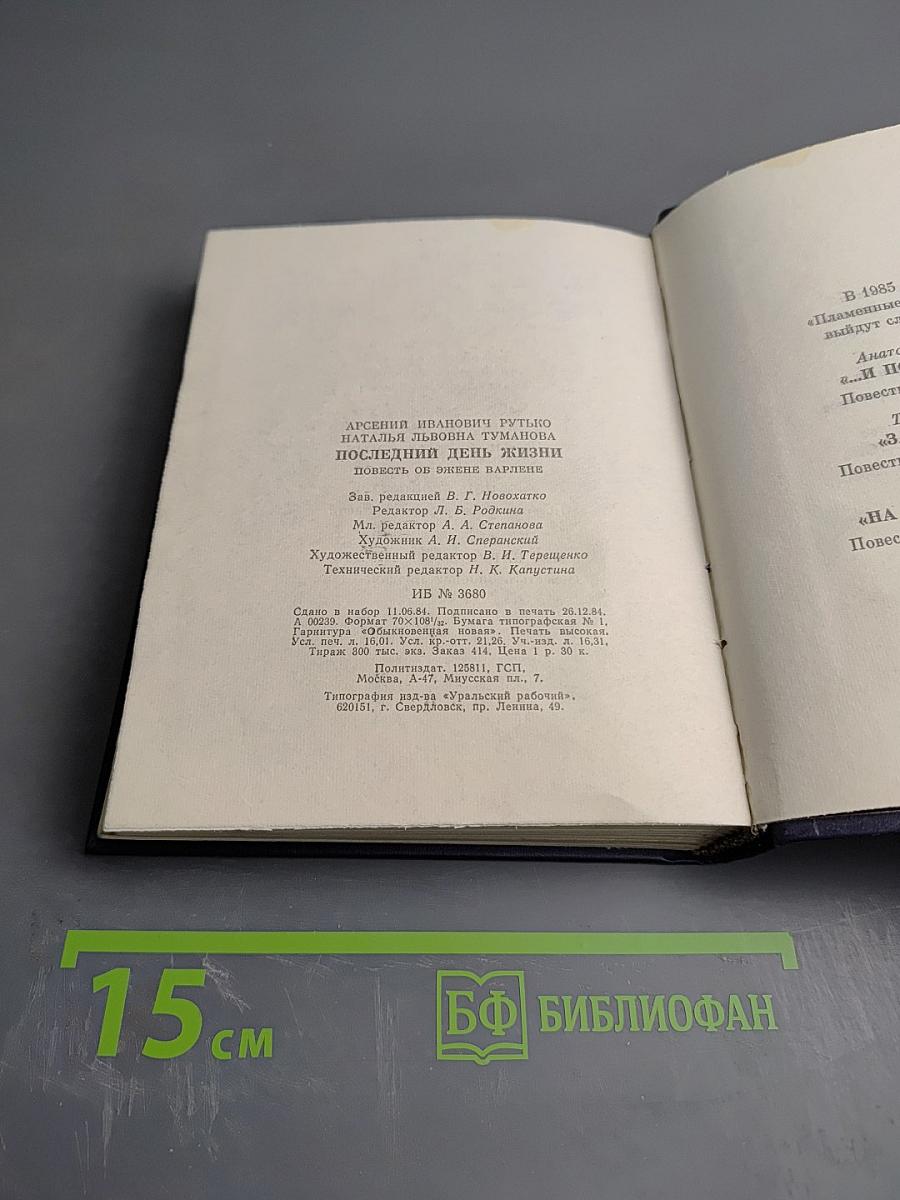 АРСЕНИЙ ИВАНОВИЧ РУТЬКО
НАТАЛЬЯ ЛЬВОВНА ТУМАНОВА
ПОСЛЕДНИЙ ДЕНЬ ЖИЗНИ
ПОВЕСТЬ ОБ ЭЖЕНЕ ВАРЛЕНЕ
Зав. редакцией В. Г. Новохатко
Редактор Л. Б. Родкина
Мл. редактор А. А. Степанова
Художник А. И. Сперанский
Художественный редактор В. И. Терещенко
Технический редактор Н. К. Капустина
ИБ № 3680
Сдано в набор 11.06.84. Подписано в печать 26.12.84.
А 00239. Формат 70×108¹/₃₂. Бумага типографская № 1.
Гарнитура «Обыкновенная новая». Печать высокая.
Усл. печ. л. 16,01. Усл. кр.-отт. 21,26. Уч.-изд. л. 16,31.
Тираж 300 тыс. экз. Заказ 414. Цена 1 р. 30 к.
Политиздат. 125811, ГСП,
Москва, А-47, Миусская пл., 7.
Типография изд-ва «Уральский рабочий»,
620151, г. Свердловск, пр. Ленина, 49.
В 1985
«Пламенные
выйдут
«...И
Повесть
Повесть
«НА
15 см
БФ БИБЛИОФАН